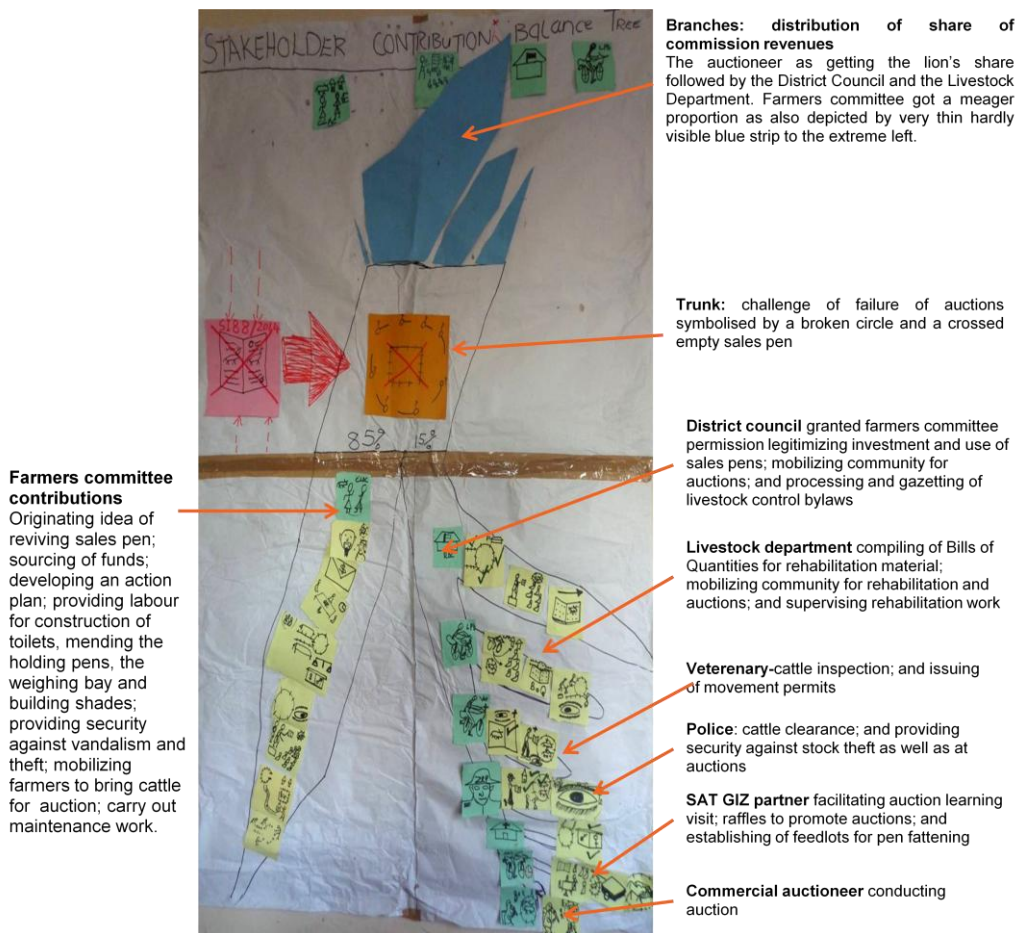 STAKEHOLDER CONTRIBUTION BALANCE TREE
Branches: distribution of share of
commission revenues
The auctioneer as getting the lion's share
followed by the District Council and the Livestock
Department. Farmers committee got a meager
proportion as also depicted by very thin hardly
visible blue strip to the extreme left.
SI88/2014
Trunk: challenge of failure of auctions
symbolised by a broken circle and a crossed
empty sales pen
85% 15%
District council granted farmers committee
permission legitimizing investment and use of
sales pens; mobilizing community for
auctions; and processing and gazetting of
livestock control bylaws
Farmers committee
contributions
Originating idea of
reviving sales pen;
sourcing of funds;
developing an action
plan; providing labour
for construction of
toilets, mending the
holding pens, the
weighing bay and
building shades;
providing security
against vandalism and
theft; mobilizing
farmers to bring cattle
for auction; carry out
maintenance work.
Livestock department compiling of Bills of
Quantities for rehabilitation material;
mobilizing community for rehabilitation and
auctions; and supervising rehabilitation work
Veterenary-cattle inspection; and issuing
of movement permits
Police: cattle clearance; and providing
security against stock theft as well as at
auctions
SAT GIZ partner facilitating auction learning
visit; raffles to promote auctions; and
establishing of feedlots for pen fattening
Commercial auctioneer conducting
auction